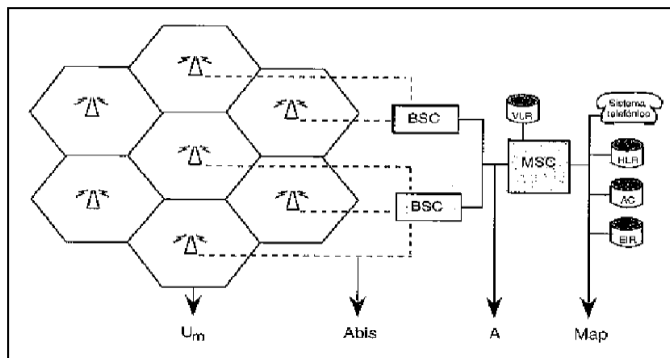 Sistema
telefónico
VLR
BSC
MSC
HLR
AC
BSC
EIR
Um
Abis
A
Map